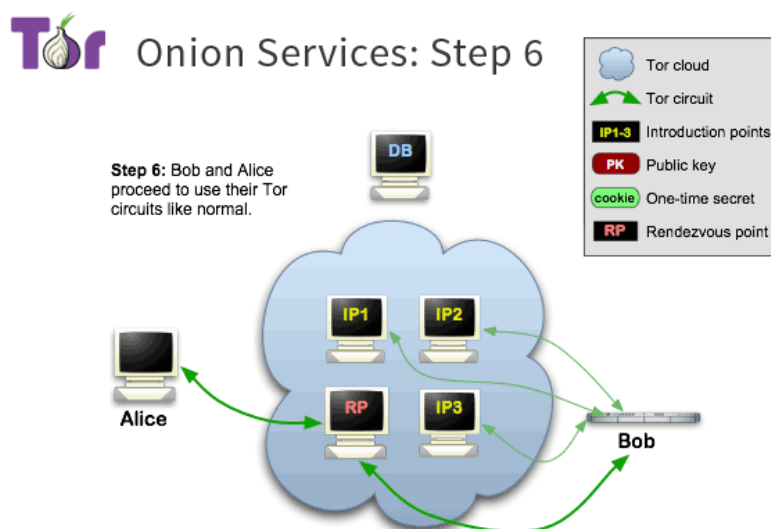 Tor Onion Services: Step 6
Tor cloud
Tor circuit
IP1-3 Introduction points
PK Public key
cookie One-time secret
RP Rendezvous point
DB
Step 6: Bob and Alice
proceed to use their Tor
circuits like normal.
IP1 IP2
Alice
RP IP3
Bob